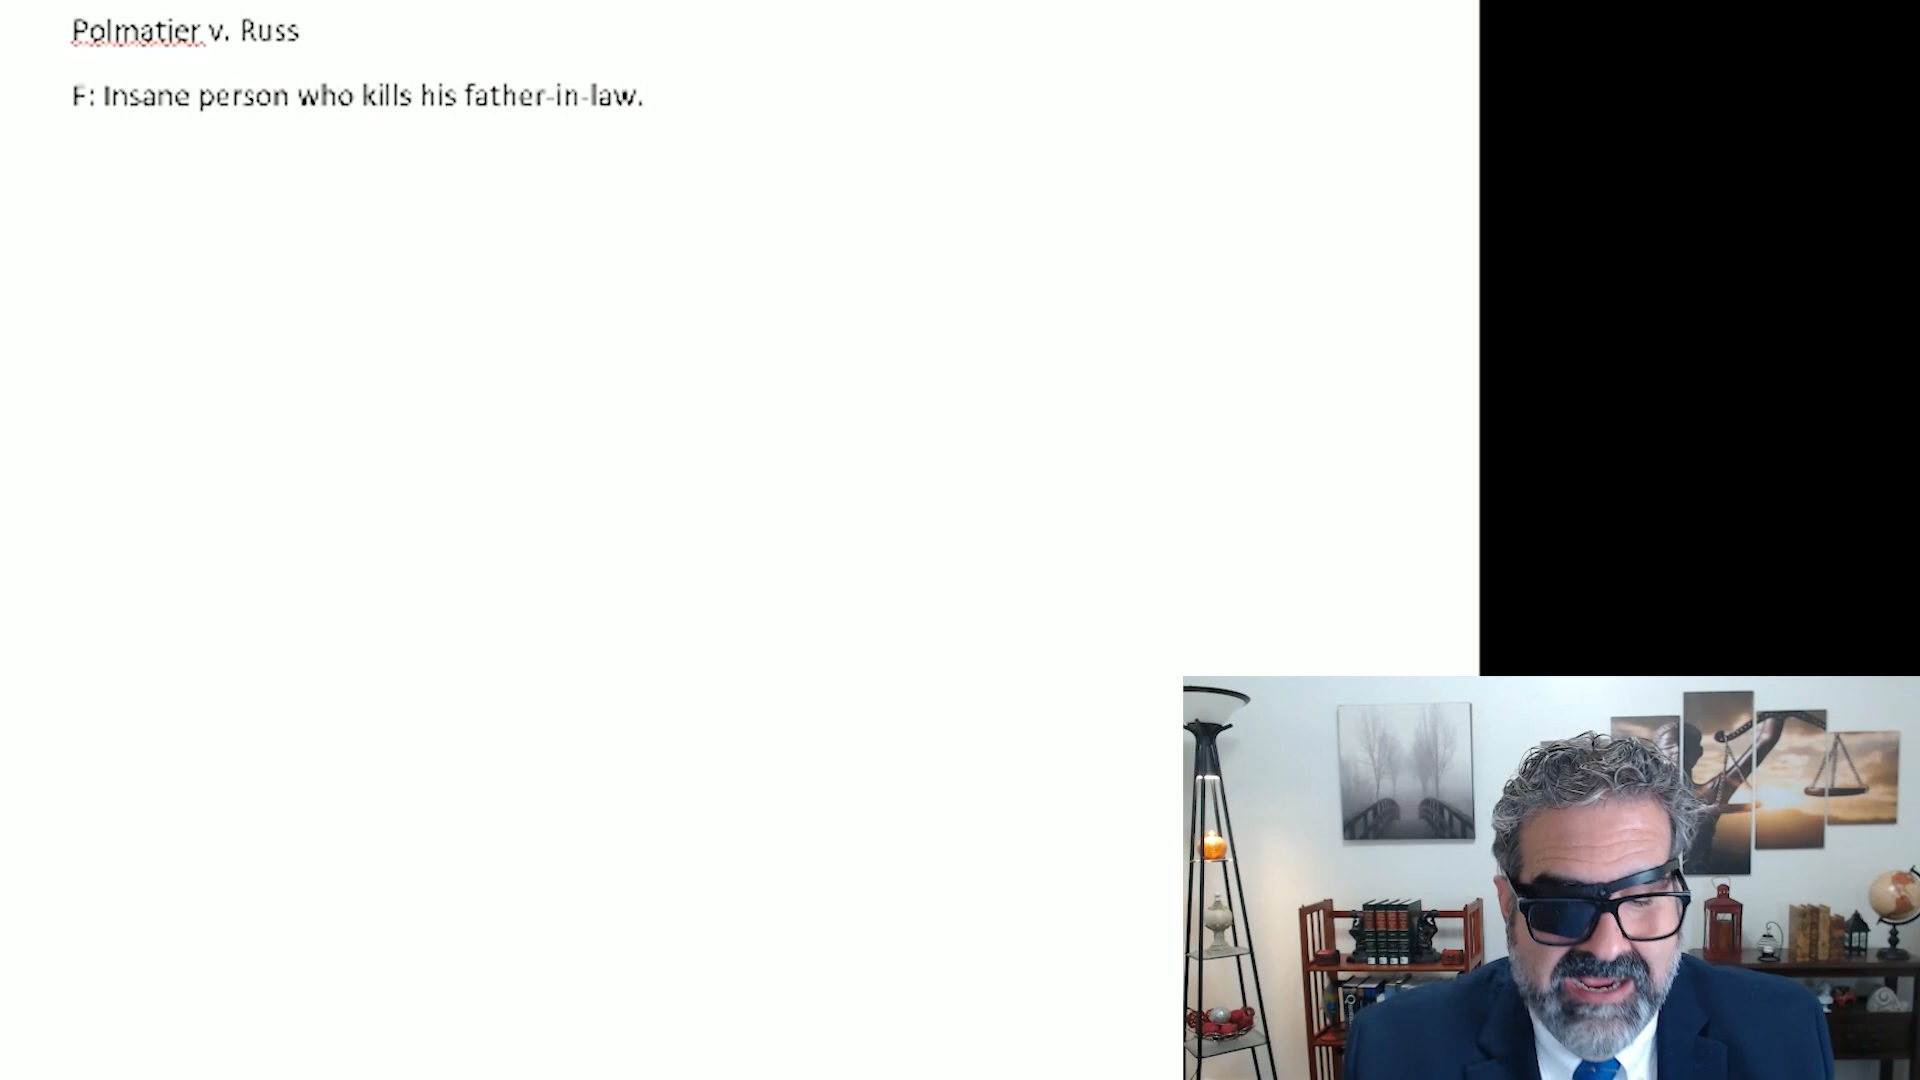 Polmatier v. Russ
F: Insane person who kills his father-in-law.